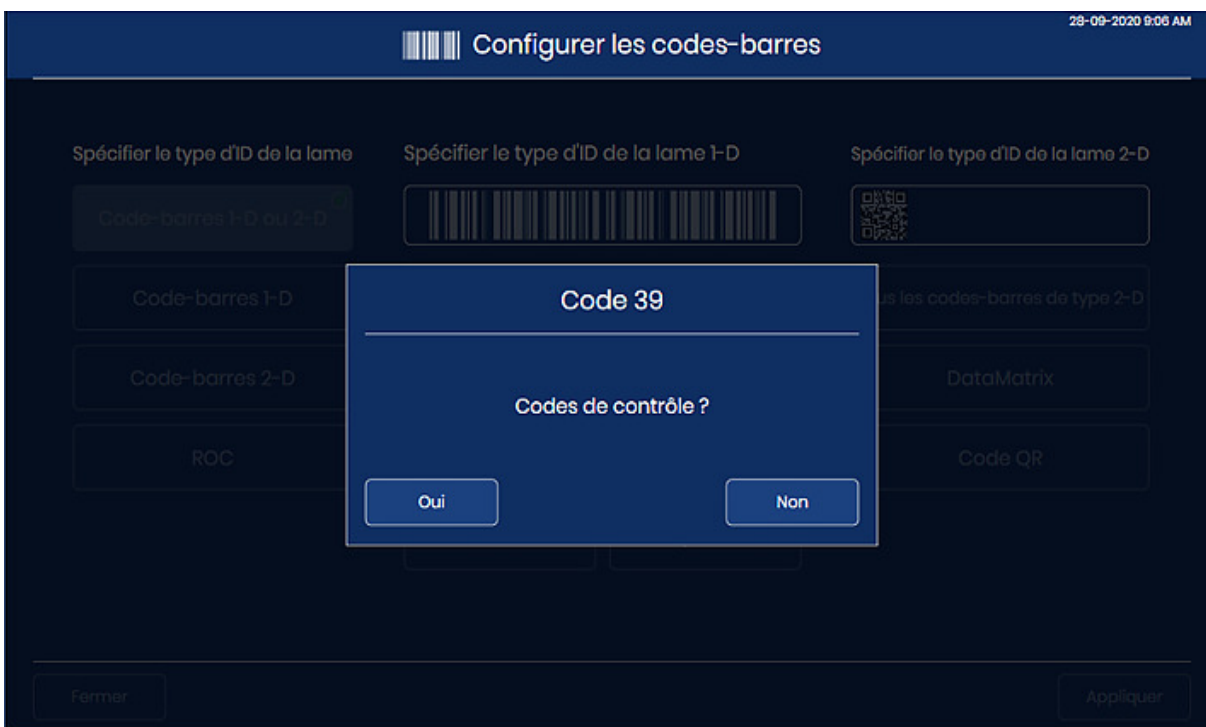 28-09-2020 9:06 AM
Configurer les codes-barres
Spécifier le type d'ID de la lame
Spécifier le type d'ID de la lame 1-D
Spécifier le type d'ID de la lame 2-D
Code-barres 1-D ou 2-D
Code-barres 1-D
Code-barres 2-D
ROC
Code 39
Codes de contrôle ?
Oui
Non
les codes-barres de type 2-D
DataMatrix
Code QR
Fermer
Appliquer